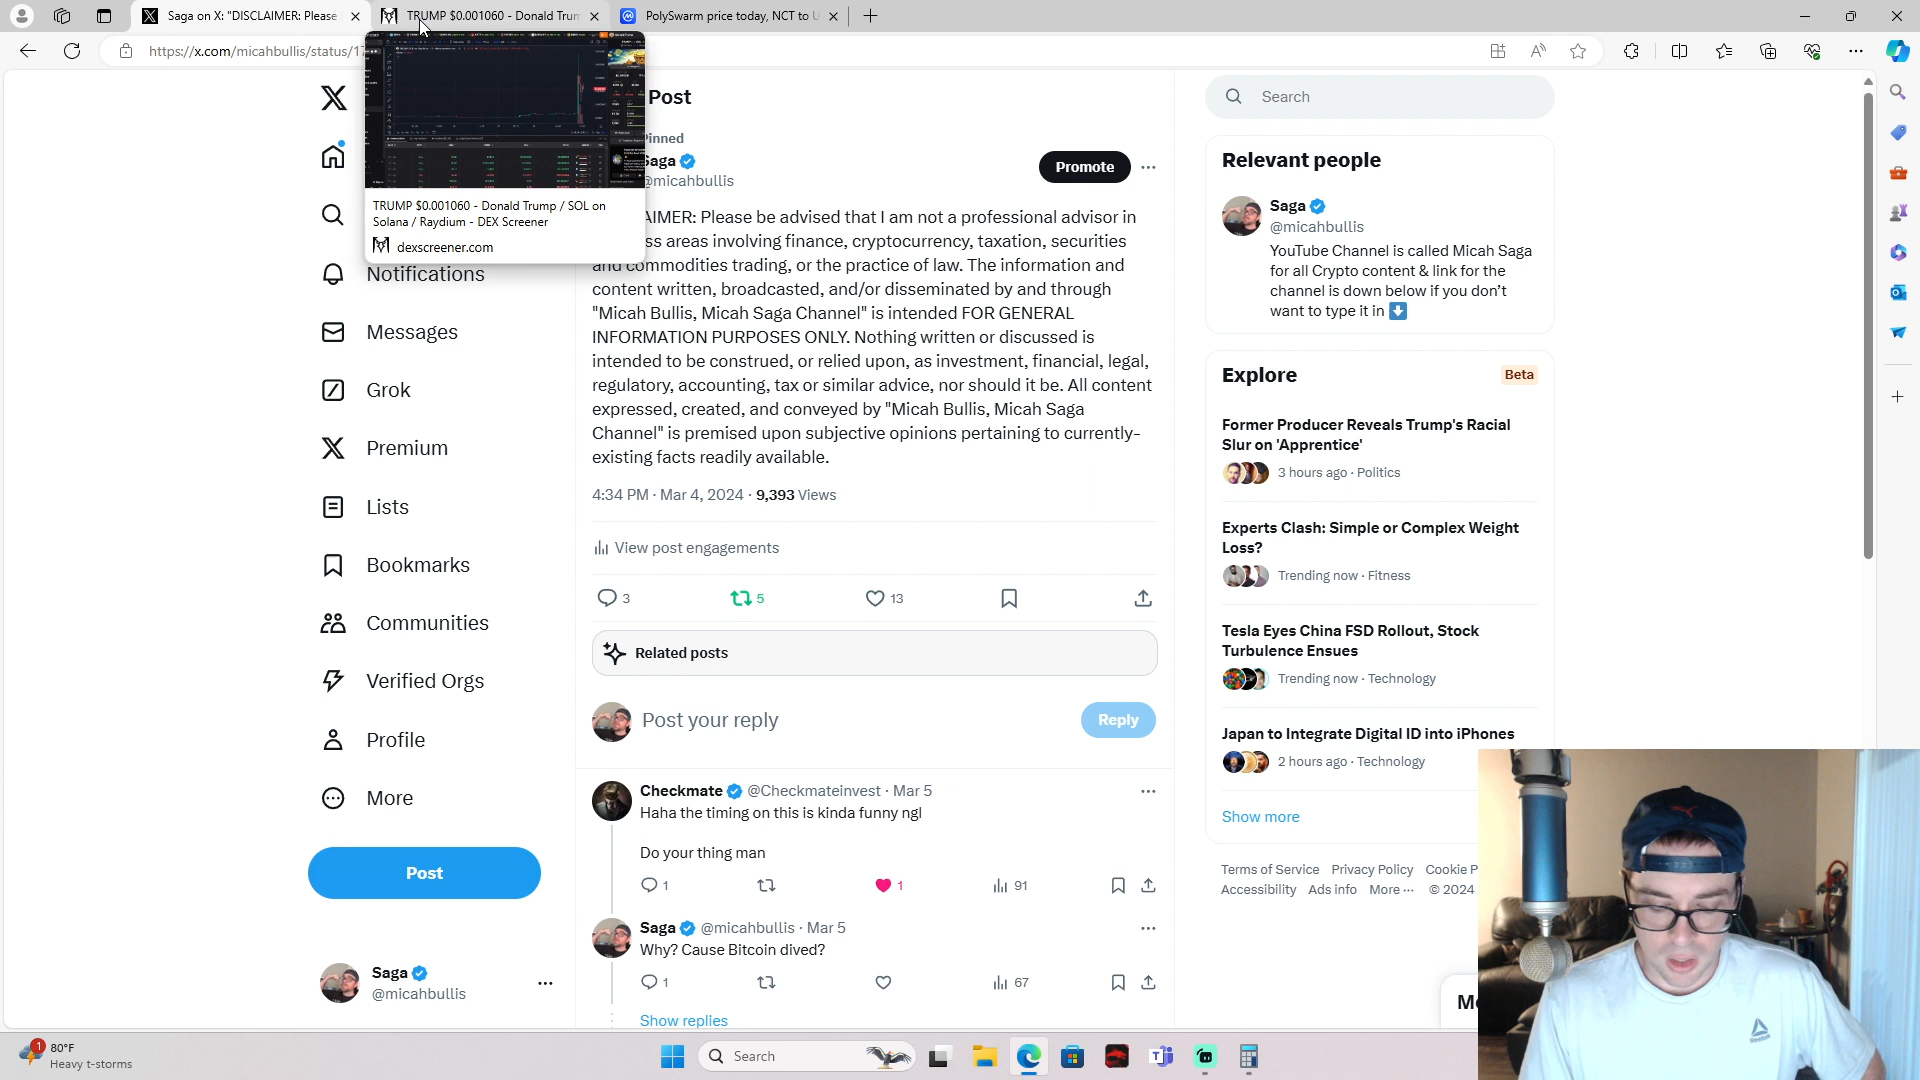 Saga on X: "DISCLAIMER: Please
TRUMP $0.001060 - Donald Trum
PolySwarm price today, NCT to U
https://x.com/micahbullis/status/17
TRUMP $0.001060 - Donald Trump / SOL on
Solana / Raydium - DEX Screener
dexscreener.com
Notifications
Messages
Grok
Premium
Lists
Bookmarks
Communities
Verified Orgs
Profile
More
Post
Saga
@micahbullis
Post
Pinned
Saga
@micahbullis
Promote
AIMER: Please be advised that I am not a professional advisor in
ss areas involving finance, cryptocurrency, taxation, securities
and commodities trading, or the practice of law. The information and
content written, broadcasted, and/or disseminated by and through
"Micah Bullis, Micah Saga Channel" is intended FOR GENERAL
INFORMATION PURPOSES ONLY. Nothing written or discussed is
intended to be construed, or relied upon, as investment, financial, legal,
regulatory, accounting, tax or similar advice, nor should it be. All content
expressed, created, and conveyed by "Micah Bullis, Micah Saga
Channel" is premised upon subjective opinions pertaining to currently-
existing facts readily available.
4:34 PM · Mar 4, 2024 · 9,393 Views
View post engagements
3 5 13
Related posts
Post your reply
Reply
Checkmate @Checkmateinvest · Mar 5
Haha the timing on this is kinda funny ngl
Do your thing man
1 1 91
Saga @micahbullis · Mar 5
Why? Cause Bitcoin dived?
1 67
Show replies
Search
Relevant people
Saga
@micahbullis
YouTube Channel is called Micah Saga
for all Crypto content & link for the
channel is down below if you don't
want to type it in
Explore
Beta
Former Producer Reveals Trump's Racial
Slur on 'Apprentice'
3 hours ago · Politics
Experts Clash: Simple or Complex Weight
Loss?
Trending now · Fitness
Tesla Eyes China FSD Rollout, Stock
Turbulence Ensues
Trending now · Technology
Japan to Integrate Digital ID into iPhones
2 hours ago · Technology
Show more
Terms of Service Privacy Policy Cookie P
Accessibility Ads info More ··· © 2024
Me
1
80°F
Heavy t-storms
Search
Reebok